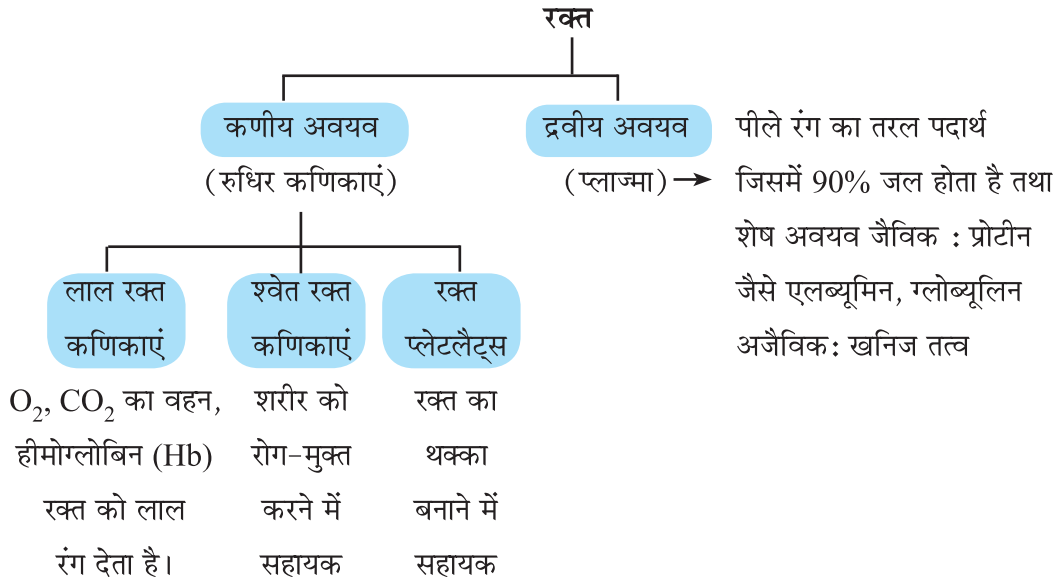 रक्त
कणीय अवयव
(रुधिर कणिकाएं)
द्रवीय अवयव
(प्लाज्मा)
पीले रंग का तरल पदार्थ
जिसमें 90% जल होता है तथा
शेष अवयव जैविक : प्रोटीन
जैसे एलब्यूमिन, ग्लोब्यूलिन
अजैविक: खनिज तत्व
लाल रक्त
कणिकाएं
O₂, CO₂ का वहन,
हीमोग्लोबिन (Hb)
रक्त को लाल
रंग देता है।
श्वेत रक्त
कणिकाएं
शरीर को
रोग-मुक्त
करने में
सहायक
रक्त
प्लेटलैट्स
रक्त का
थक्का
बनाने में
सहायक